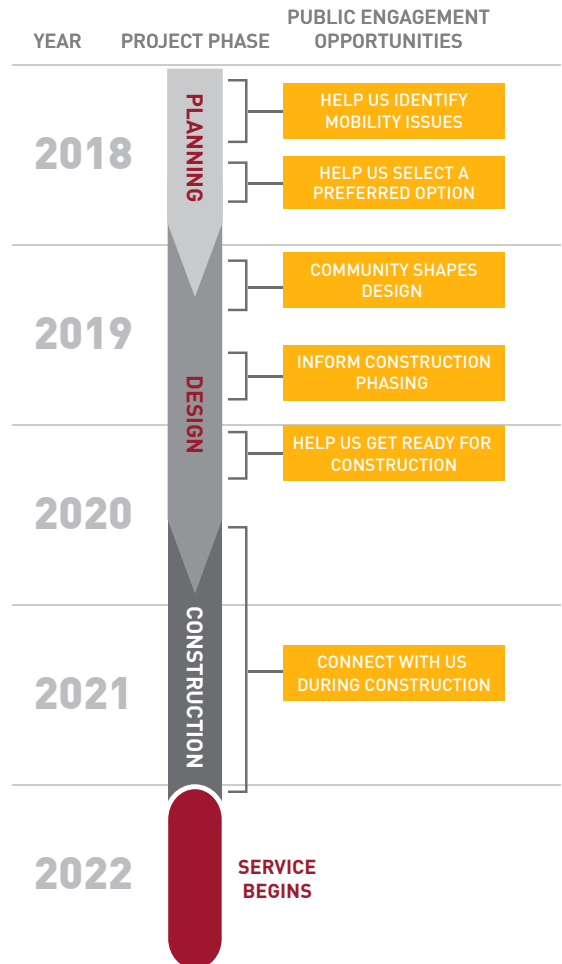 YEAR
PROJECT PHASE
PUBLIC ENGAGEMENT
OPPORTUNITIES
2018
PLANNING
HELP US IDENTIFY
MOBILITY ISSUES
HELP US SELECT A
PREFERRED OPTION
2019
DESIGN
COMMUNITY SHAPES
DESIGN
INFORM CONSTRUCTION
PHASING
2020
HELP US GET READY FOR
CONSTRUCTION
2021
CONSTRUCTION
CONNECT WITH US
DURING CONSTRUCTION
2022
SERVICE
BEGINS